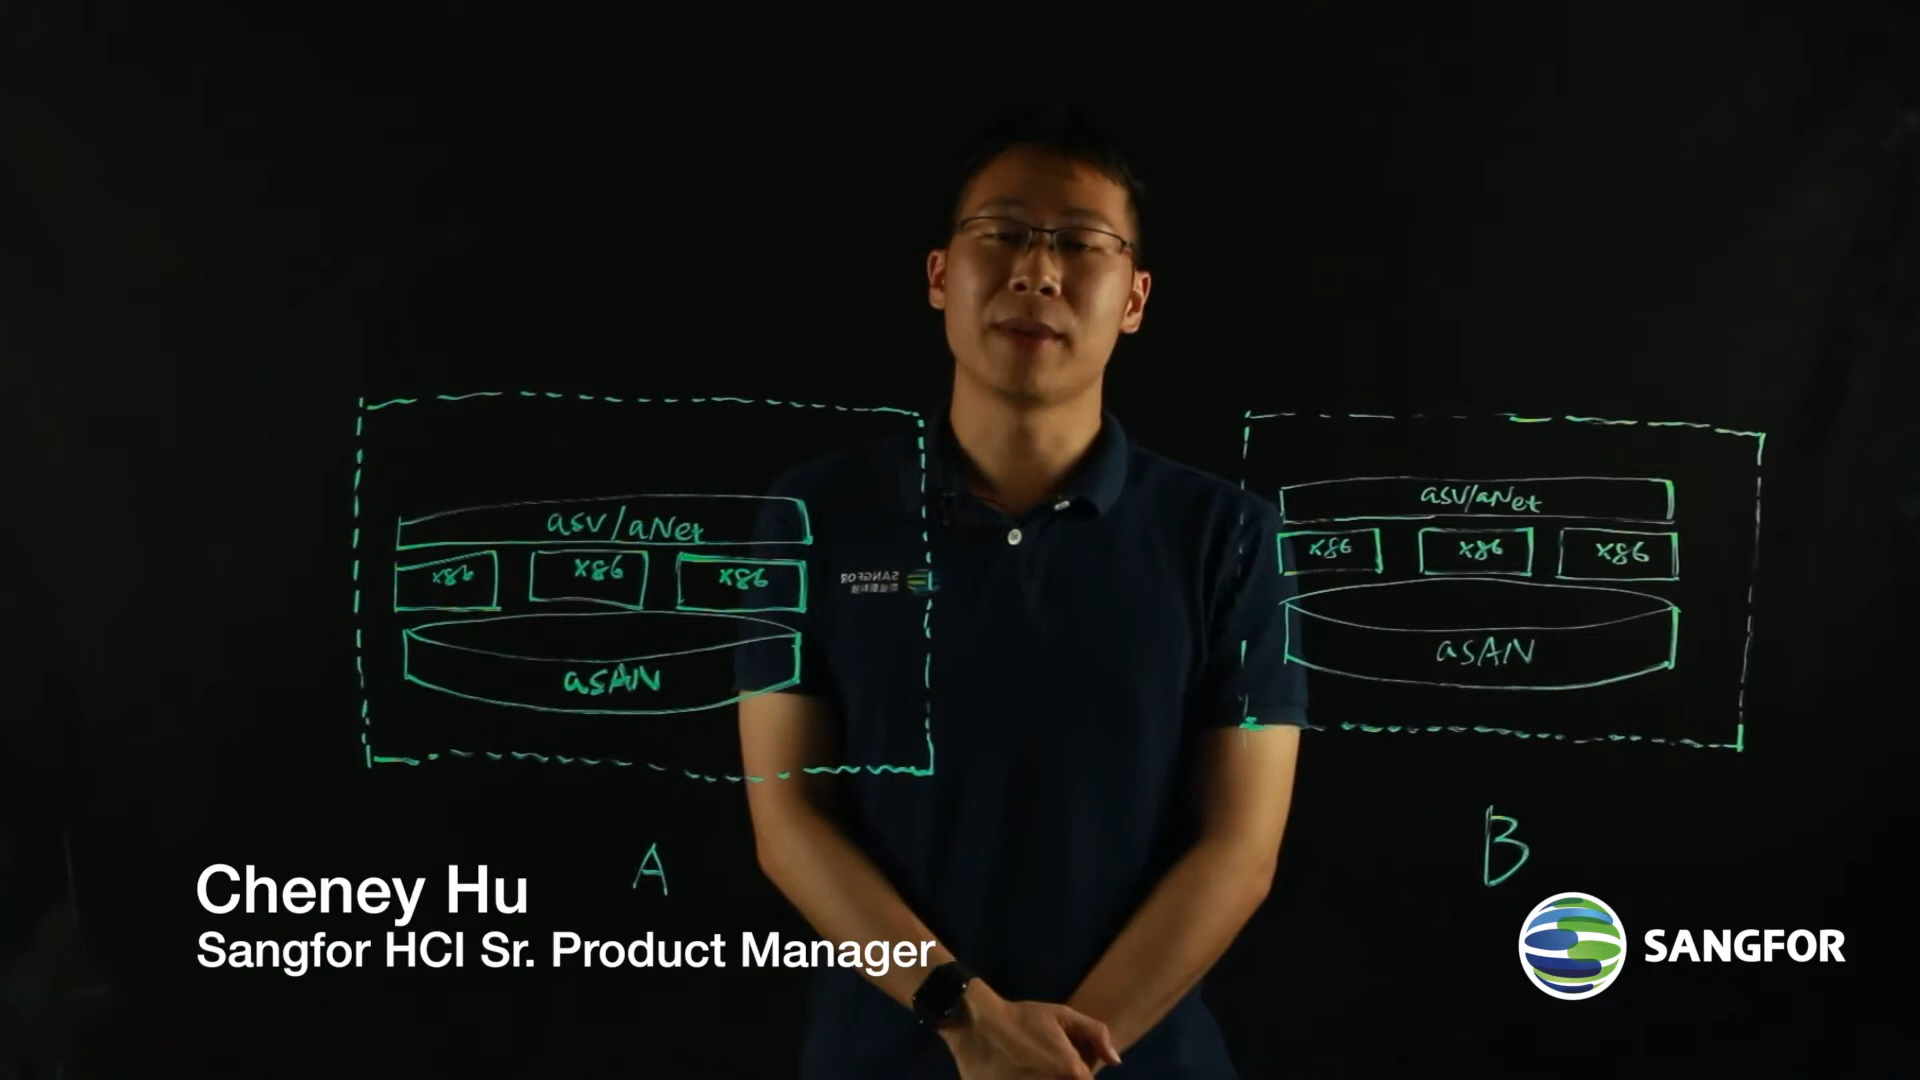 asv/aNet
x86 x86 x86
asAN
A
asv/aNet
x86 x86 x86
asAN
B
SANGFOR
Cheney Hu
Sangfor HCI Sr. Product Manager
SANGFOR